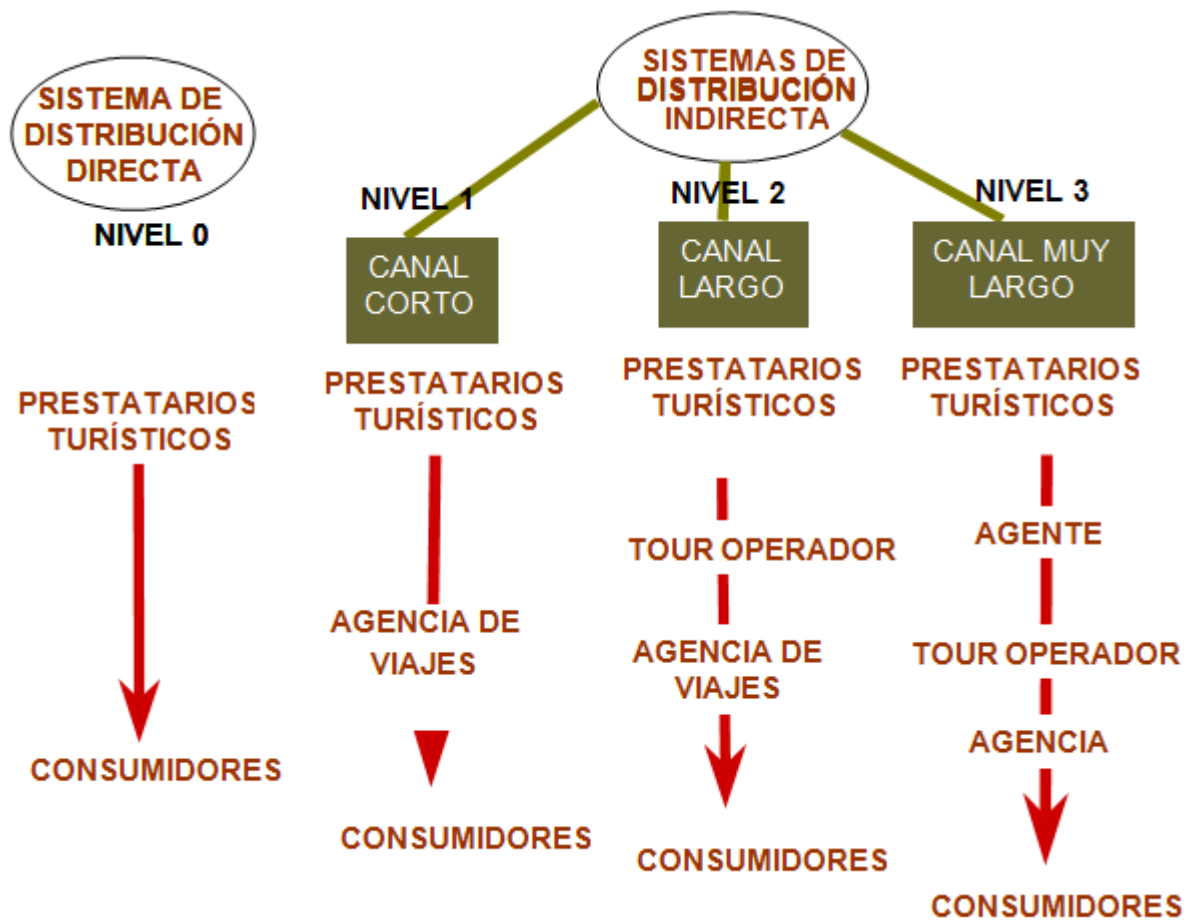 SISTEMA DE
DISTRIBUCIÓN
DIRECTA
NIVEL 0
PRESTATARIOS
TURÍSTICOS
CONSUMIDORES
SISTEMAS DE
DISTRIBUCIÓN
INDIRECTA
NIVEL 1
CANAL
CORTO
PRESTATARIOS
TURÍSTICOS
AGENCIA DE
VIAJES
CONSUMIDORES
NIVEL 2
CANAL
LARGO
PRESTATARIOS
TURÍSTICOS
TOUR OPERADOR
AGENCIA DE
VIAJES
CONSUMIDORES
NIVEL 3
CANAL MUY
LARGO
PRESTATARIOS
TURÍSTICOS
AGENTE
TOUR OPERADOR
AGENCIA
CONSUMIDORES